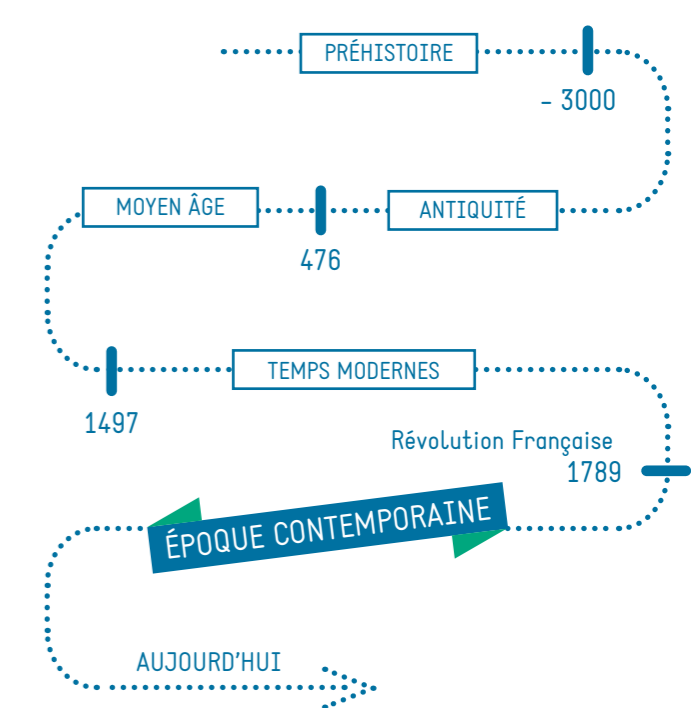 PRÉHISTOIRE
- 3000
MOYEN ÂGE
ANTIQUITÉ
476
TEMPS MODERNES
1497
Révolution Française
1789
ÉPOQUE CONTEMPORAINE
AUJOURD'HUI